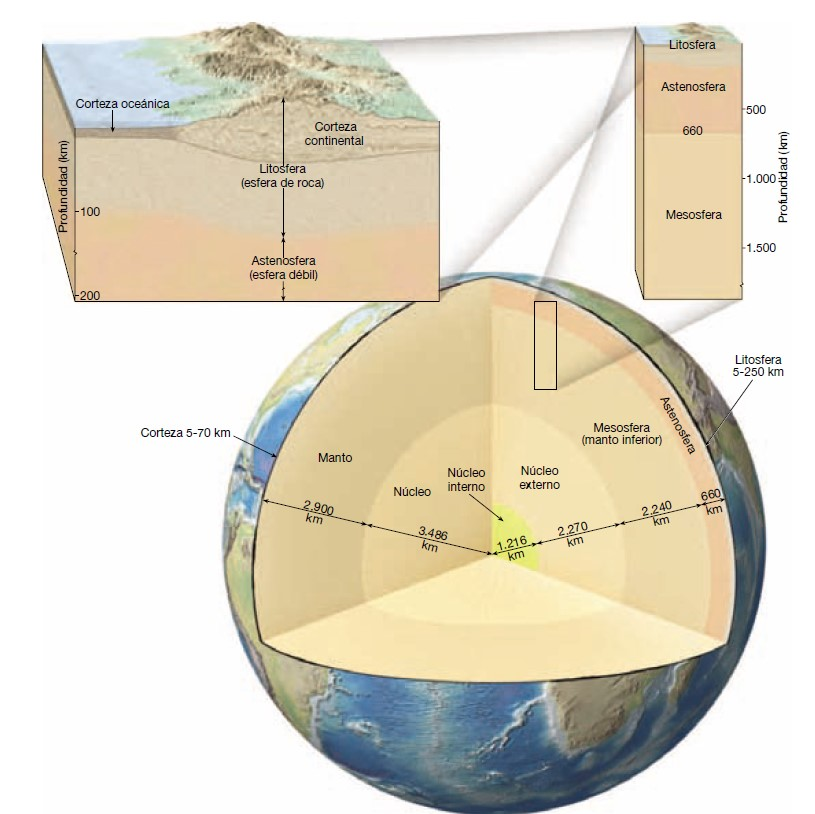 Corteza oceánica
Corteza
continental
Litosfera
(esfera de roca)
Astenosfera
(esfera débil)
Profundidad (km)
100
200
Litosfera
Astenosfera
660
Mesosfera
500
1.000
1.500
Profundidad (km)
Litosfera
5-250 km
Corteza 5-70 km
Manto
Núcleo
Núcleo
interno
Núcleo
externo
Mesosfera
(manto inferior)
Astenosfera
2.900
km
3.486
km
1.216
km
2.270
km
2.240
km
660
km